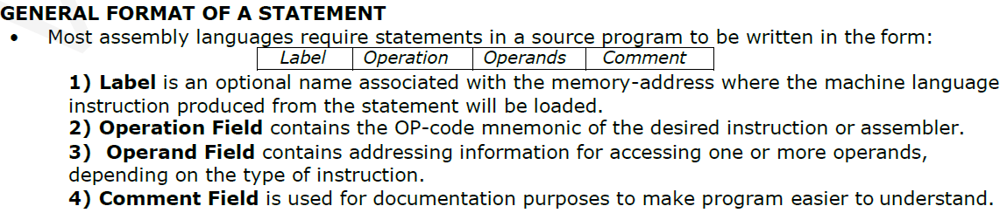 GENERAL FORMAT OF A STATEMENT
• Most assembly languages require statements in a source program to be written in the form:
Label Operation Operands Comment
1) Label is an optional name associated with the memory-address where the machine language
instruction produced from the statement will be loaded.
2) Operation Field contains the OP-code mnemonic of the desired instruction or assembler.
3) Operand Field contains addressing information for accessing one or more operands,
depending on the type of instruction.
4) Comment Field is used for documentation purposes to make program easier to understand.